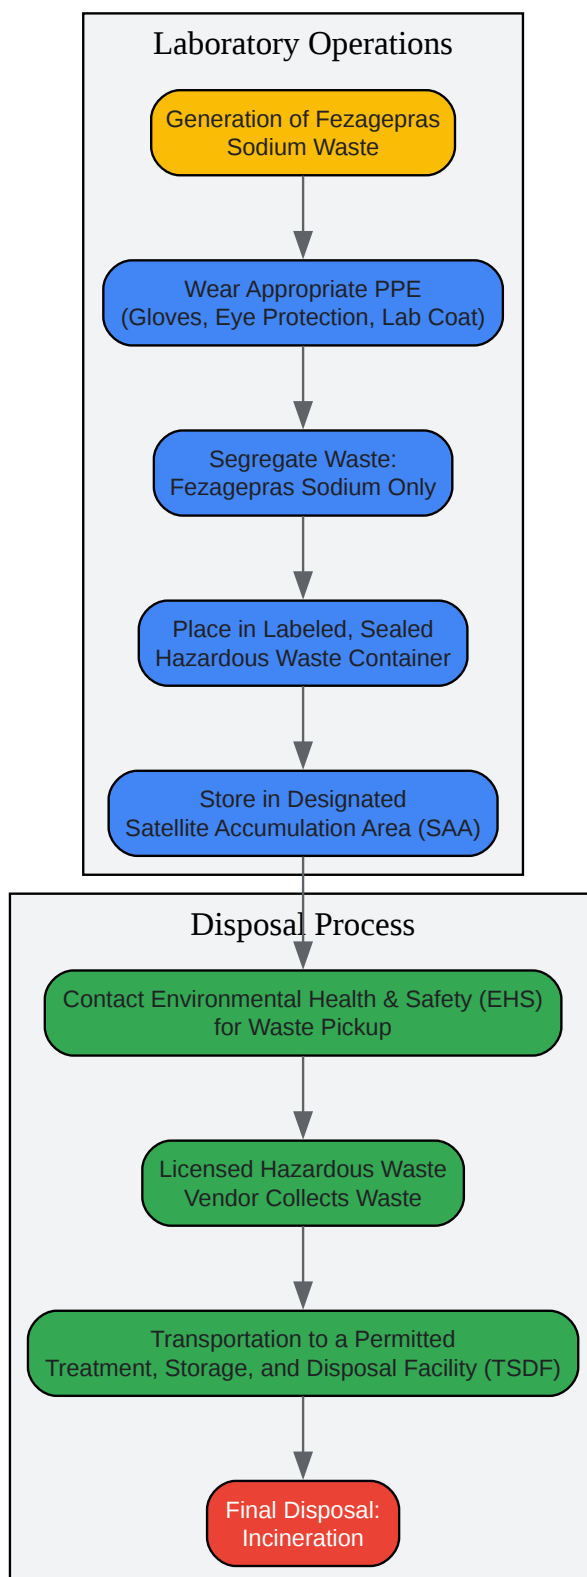 Laboratory Operations
Generation of Fezagepras
Sodium Waste
Wear Appropriate PPE
(Gloves, Eye Protection, Lab Coat)
Segregate Waste:
Fezagepras Sodium Only
Place in Labeled, Sealed
Hazardous Waste Container
Store in Designated
Satellite Accumulation Area (SAA)
Disposal Process
Contact Environmental Health & Safety (EHS)
for Waste Pickup
Licensed Hazardous Waste
Vendor Collects Waste
Transportation to a Permitted
Treatment, Storage, and Disposal Facility (TSDF)
Final Disposal:
Incineration